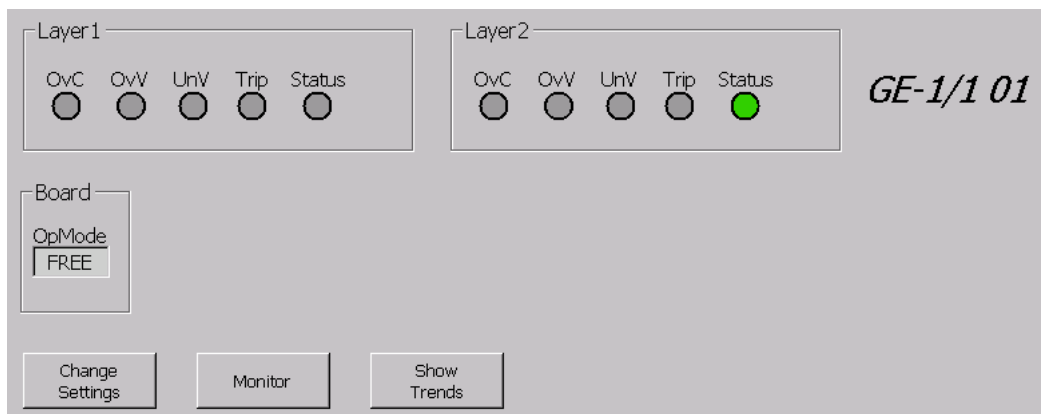 Layer1
OvC OvV UnV Trip Status
Layer2
OvC OvV UnV Trip Status
GE-1/1 01
Board
OpMode
FREE
Change
Settings
Monitor
Show
Trends